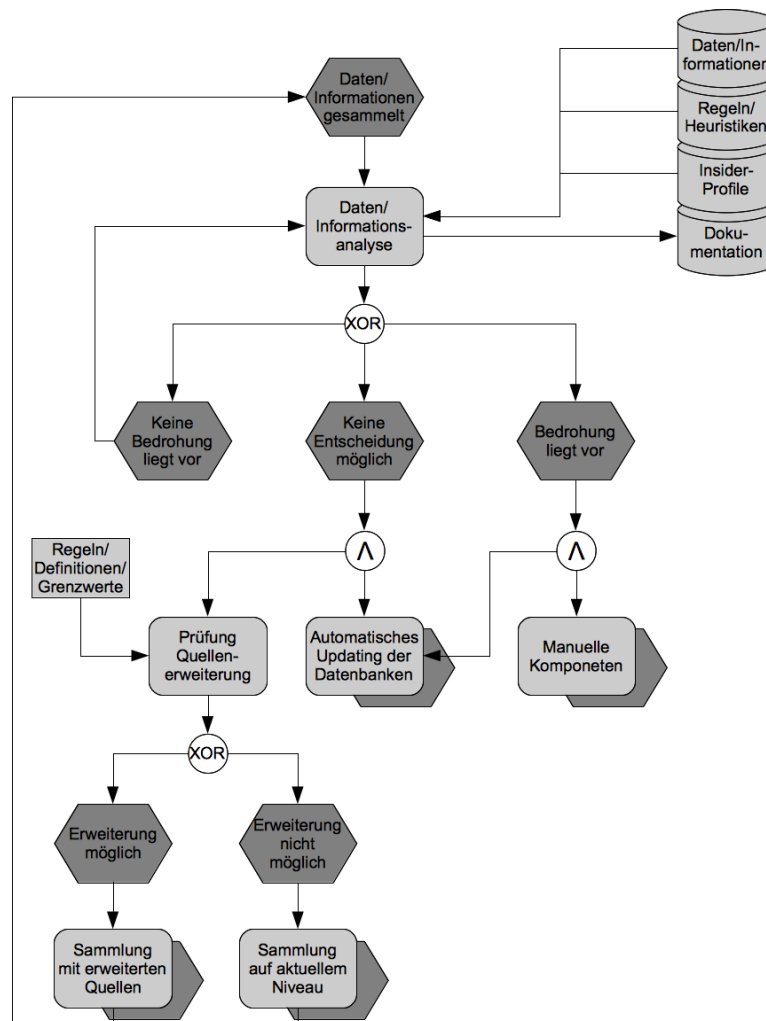 Daten/
Informationen
gesammelt
Daten/In-
formationen
Regeln/
Heuristiken
Insider-
Profile
Doku-
mentation
Daten/
Informations-
analyse
XOR
Keine
Bedrohung
liegt vor
Keine
Entscheidung
möglich
Bedrohung
liegt vor
Λ
Λ
Regeln/
Definitionen/
Grenzwerte
Prüfung
Quellen-
erweiterung
Automatisches
Updating der
Datenbanken
Manuelle
Komponeten
XOR
Erweiterung
möglich
Erweiterung
nicht
möglich
Sammlung
mit erweiterten
Quellen
Sammlung
auf aktuellem
Niveau